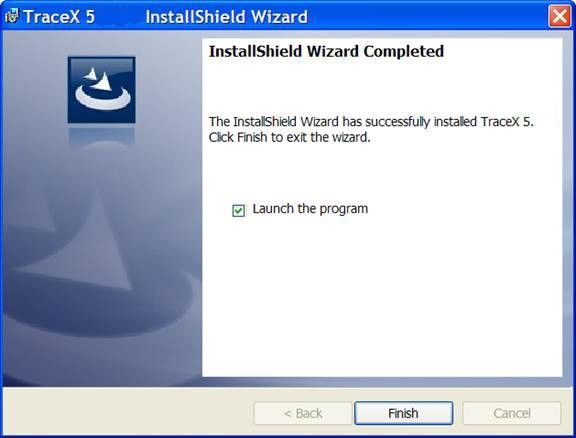 TraceX 5 InstallShield Wizard
InstallShield Wizard Completed
The InstallShield Wizard has successfully installed TraceX 5.
Click Finish to exit the wizard.
Launch the program
< Back Finish Cancel